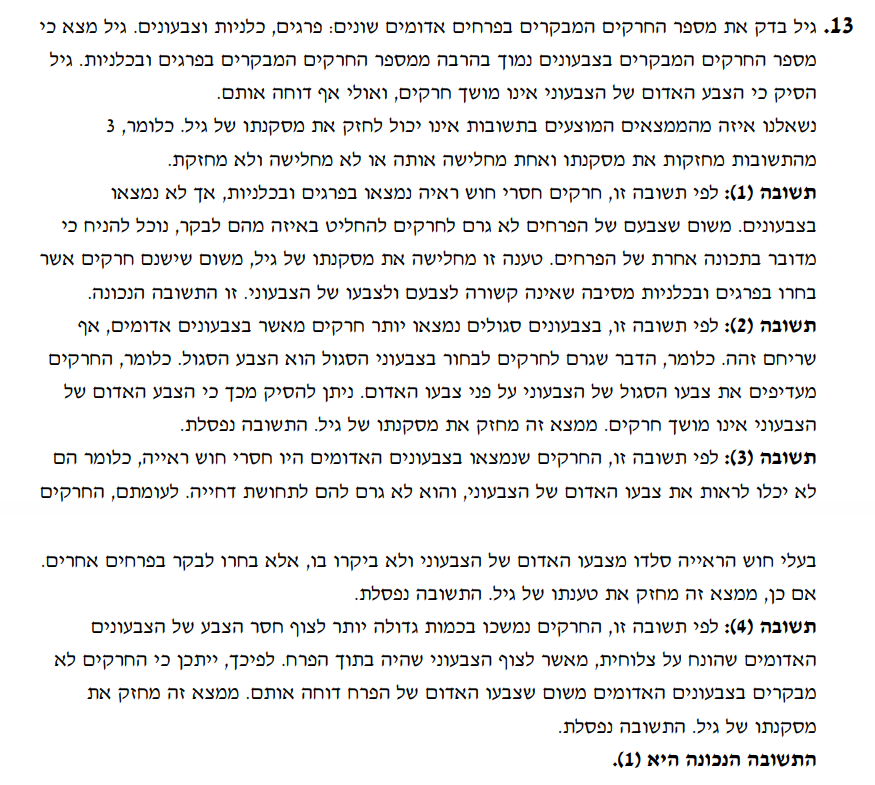 13. גיל בדק את מספר החרקים המבקרים בפרחים אדומים שונים: פרגים, כלניות וצבעונים. גיל מצא כי
מספר החרקים המבקרים בצבעונים נמוך בהרבה ממספר החרקים המבקרים בפרגים ובכלניות. גיל
הסיק כי הצבע האדום של הצבעוני אינו מושך חרקים, ואולי אף דוחה אותם.
נשאלנו איזה מהממצאים המוצעים בתשובות אינו יכול לחזק את מסקנתו של גיל. כלומר, 3
מהתשובות מחזקות את מסקנתו ואחת מחלישה אותה או לא מחלישה ולא מחזקת.
תשובה (1): לפי תשובה זו, חרקים חסרי חוש ראיה נמצאו בפרגים ובכלניות, אך לא נמצאו
בצבעונים. משום שצבעם של הפרחים לא גרם לחרקים להחליט באיזה מהם לבקר, נוכל להניח כי
מדובר בתכונה אחרת של הפרחים. טענה זו מחלישה את מסקנתו של גיל, משום שישנם חרקים אשר
בחרו בפרגים ובכלניות מסיבה שאינה קשורה לצבעם ולצבעו של הצבעוני. זו התשובה הנכונה.
תשובה (2): לפי תשובה זו, בצבעונים סגולים נמצאו יותר חרקים מאשר בצבעונים אדומים, אף
שריחם זהה. כלומר, הדבר שגרם לחרקים לבחור בצבעוני הסגול הוא הצבע הסגול. כלומר, החרקים
מעדיפים את צבעו הסגול של הצבעוני על פני צבעו האדום. ניתן להסיק מכך כי הצבע האדום של
הצבעוני אינו מושך חרקים. ממצא זה מחזק את מסקנתו של גיל. התשובה נפסלת.
תשובה (3): לפי תשובה זו, החרקים שנמצאו בצבעונים האדומים היו חסרי חוש ראייה, כלומר הם
לא יכלו לראות את צבעו האדום של הצבעוני, והוא לא גרם להם לתחושת דחייה. לעומתם, החרקים
בעלי חוש הראייה סלדו מצבעו האדום של הצבעוני ולא ביקרו בו, אלא בחרו לבקר בפרחים אחרים.
אם כן, ממצא זה מחזק את טענתו של גיל. התשובה נפסלת.
תשובה (4): לפי תשובה זו, החרקים נמשכו בכמות גדולה יותר לצוף חסר הצבע של הצבעונים
האדומים שהונח על צלוחית, מאשר לצוף הצבעוני שהיה בתוך הפרח. לפיכך, ייתכן כי החרקים לא
מבקרים בצבעונים האדומים משום שצבעו האדום של הפרח דוחה אותם. ממצא זה מחזק את
מסקנתו של גיל. התשובה נפסלת.
התשובה הנכונה היא (1).